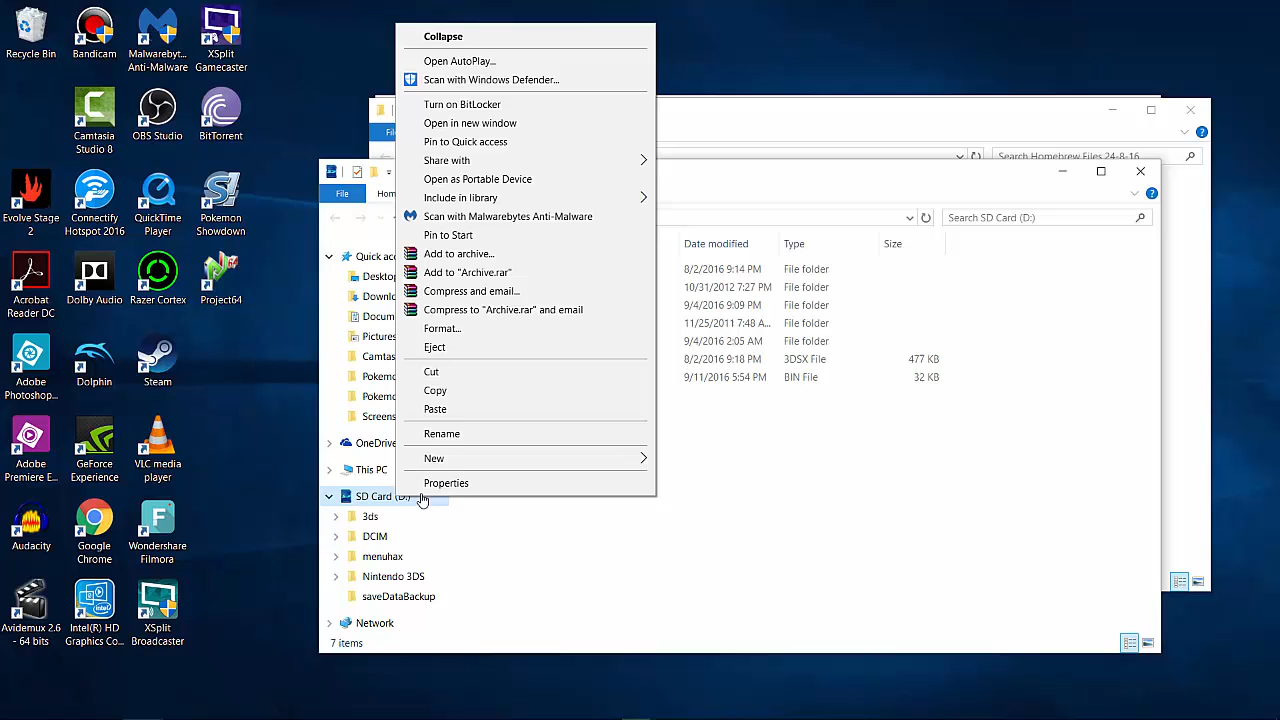 Recycle Bin
Bandicam
Malwarebyt...
Anti-Malware
XSplit
Gamecaster
Camtasia
Studio 8
OBS Studio
BitTorrent
Evolve Stage
2
Connectify
Hotspot 2016
QuickTime
Player
Pokemon
Showdown
Acrobat
Reader DC
Dolby Audio
Razer Cortex
Project64
Adobe
Photoshop...
Dolphin
Steam
Adobe
Premiere E...
GeForce
Experience
VLC media
player
Audacity
Google
Chrome
Wondershare
Filmora
Avidemux 2.6
- 64 bits
Intel(R) HD
Graphics Co...
XSplit
Broadcaster
Collapse
Open AutoPlay...
Scan with Windows Defender...
Turn on BitLocker
Open in new window
Pin to Quick access
Share with
Open as Portable Device
Include in library
Scan with Malwarebytes Anti-Malware
Pin to Start
Add to archive...
Add to "Archive.rar"
Compress and email...
Compress to "Archive.rar" and email
Format...
Eject
Cut
Copy
Paste
Rename
New
Properties
Search Homebrew Files 24-8-16
File
Search SD Card (D:)
Date modified Type Size
8/2/2016 9:14 PM File folder
10/31/2012 7:27 PM File folder
9/4/2016 9:09 PM File folder
11/25/2011 7:48 A... File folder
9/4/2016 2:05 AM File folder
8/2/2016 9:18 PM 3DSX File 477 KB
9/11/2016 5:54 PM BIN File 32 KB
Quick acc
Desktop
Downlo
Docum
Pictures
Camtas
Pokem
Pokem
Screens
OneDrive
This PC
SD Card (D:)
3ds
DCIM
menuhax
Nintendo 3DS
saveDataBackup
Network
7 items